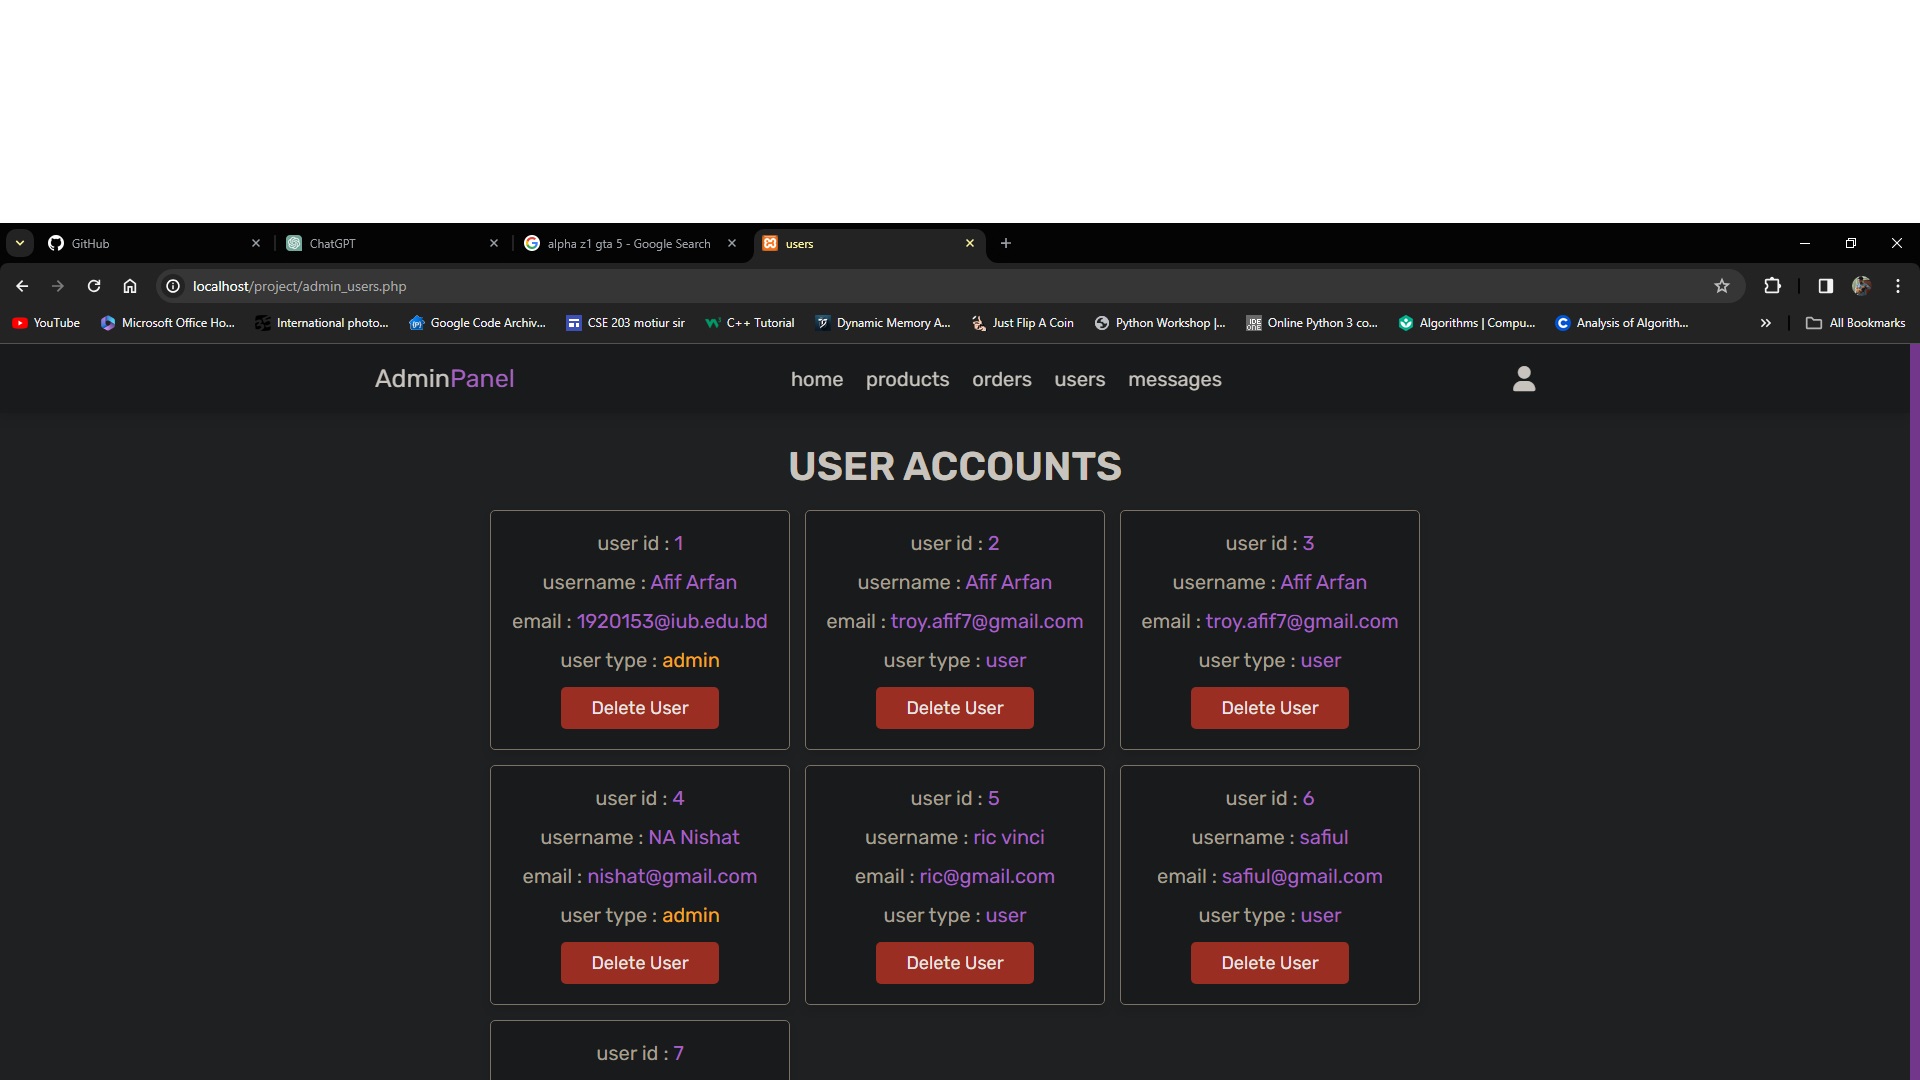 GitHub
ChatGPT
alpha z1 gta 5 - Google Search
users
localhost/project/admin_users.php
YouTube
Microsoft Office Ho...
International photo...
Google Code Archiv...
CSE 203 motiur sir
C++ Tutorial
Dynamic Memory A...
Just Flip A Coin
Python Workshop |...
Online Python 3 co...
Algorithms | Compu...
Analysis of Algorith...
All Bookmarks
AdminPanel
home products orders users messages
USER ACCOUNTS
user id : 1
username : Afif Arfan
email : 1920153@iub.edu.bd
user type : admin
Delete User
user id : 2
username : Afif Arfan
email : troy.afif7@gmail.com
user type : user
Delete User
user id : 3
username : Afif Arfan
email : troy.afif7@gmail.com
user type : user
Delete User
user id : 4
username : NA Nishat
email : nishat@gmail.com
user type : admin
Delete User
user id : 5
username : ric vinci
email : ric@gmail.com
user type : user
Delete User
user id : 6
username : safiul
email : safiul@gmail.com
user type : user
Delete User
user id : 7